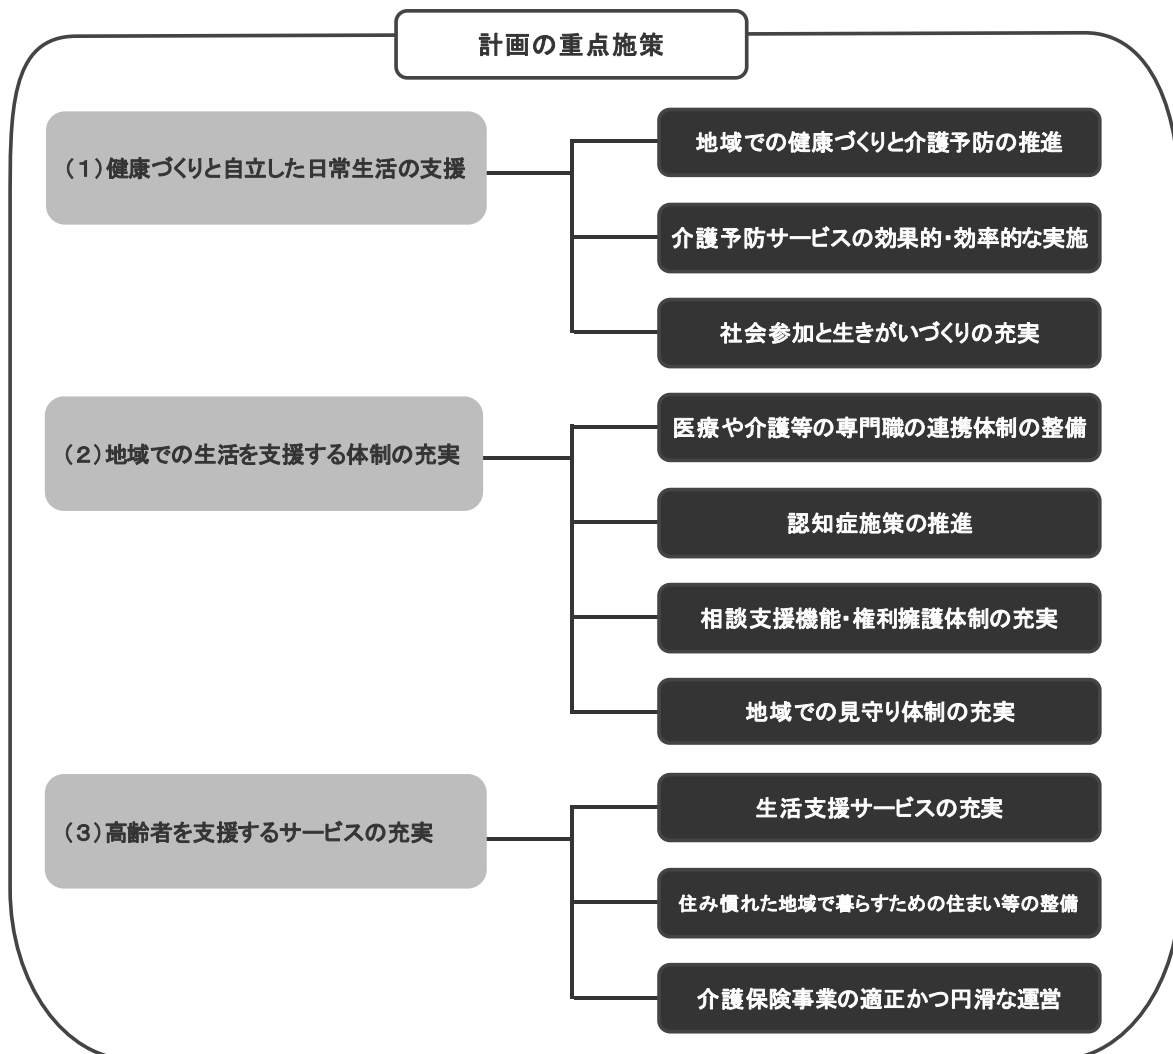 計画の重点施策
（１）健康づくりと自立した日常生活の支援
地域での健康づくりと介護予防の推進
介護予防サービスの効果的・効率的な実施
社会参加と生きがいづくりの充実
（２）地域での生活を支援する体制の充実
医療や介護等の専門職の連携体制の整備
認知症施策の推進
相談支援機能・権利擁護体制の充実
地域での見守り体制の充実
（３）高齢者を支援するサービスの充実
生活支援サービスの充実
住み慣れた地域で暮らすための住まい等の整備
介護保険事業の適正かつ円滑な運営